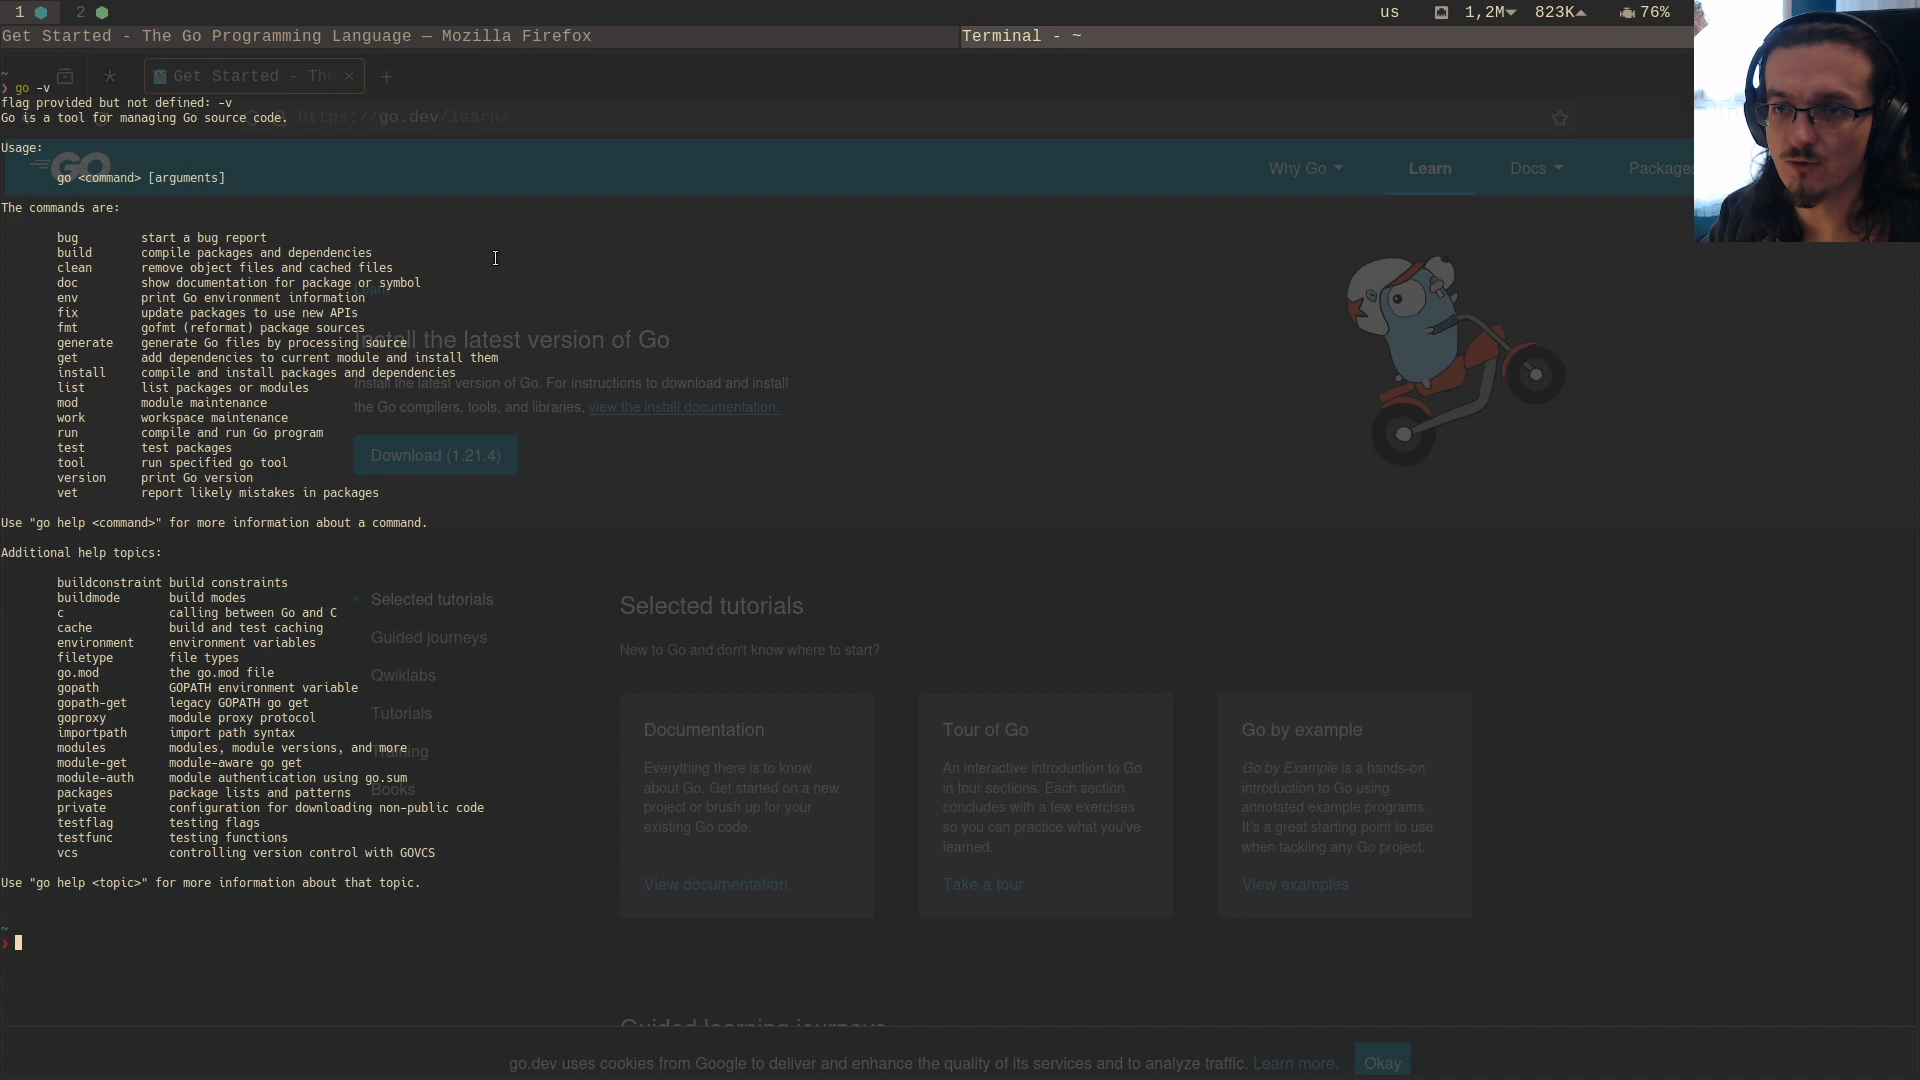 1 2 us 1,2M 823K 76%
Get Started - The Go Programming Language — Mozilla Firefox
Terminal - ~
Get Started - The × +
~
❯ go -v
flag provided but not defined: -v
Go is a tool for managing Go source code.
https://go.dev/learn/
Usage:
GO
Why Go Learn Docs Packages
go <command> [arguments]
The commands are:
bug start a bug report
build compile packages and dependencies
clean remove object files and cached files
doc show documentation for package or symbol
env print Go environment information
fix update packages to use new APIs
fmt gofmt (reformat) package sources
generate generate Go files by processing source
get add dependencies to current module and install them
install compile and install packages and dependencies
list list packages or modules
mod module maintenance
work workspace maintenance
run compile and run Go program
test test packages
tool run specified go tool
version print Go version
vet report likely mistakes in packages
Use "go help <command>" for more information about a command.
Additional help topics:
buildconstraint build constraints
buildmode build modes
c calling between Go and C
cache build and test caching
environment environment variables
filetype file types
go.mod the go.mod file
gopath GOPATH environment variable
gopath-get legacy GOPATH go get
goproxy module proxy protocol
importpath import path syntax
modules modules, module versions, and more
module-get module-aware go get
module-auth module authentication using go.sum
packages package lists and patterns
private configuration for downloading non-public code
testflag testing flags
testfunc testing functions
vcs controlling version control with GOVCS
Use "go help <topic>" for more information about that topic.
~
❯
Install the latest version of Go
Install the latest version of Go. For instructions to download and install
the Go compilers, tools, and libraries, view the install documentation.
Download (1.21.4)
Selected tutorials
Guided journeys
Qwiklabs
Tutorials
Training
Books
Selected tutorials
New to Go and don't know where to start?
Documentation
Everything there is to know
about Go. Get started on a new
project or brush up for your
existing Go code.
View documentation
Tour of Go
An interactive introduction to Go
in four sections. Each section
concludes with a few exercises
so you can practice what you've
learned.
Take a tour
Go by example
Go by Example is a hands-on
introduction to Go using
annotated example programs.
It's a great starting point to use
when tackling any Go project.
View examples
Guided learning journeys
go.dev uses cookies from Google to deliver and enhance the quality of its services and to analyze traffic. Learn more. Okay